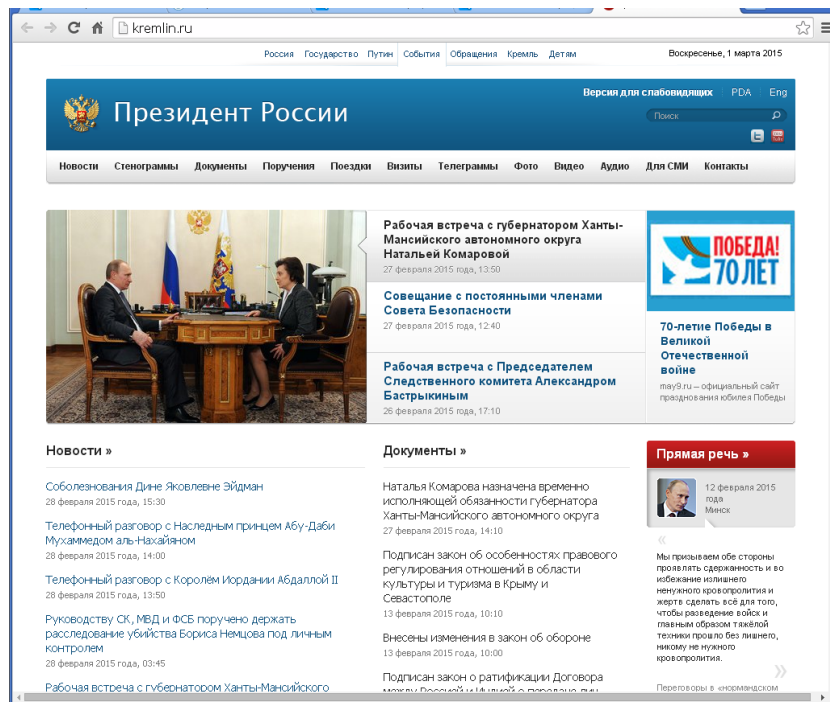 kremlin.ru
Россия Государство Путин События Обращения Кремль Детям
Воскресенье, 1 марта 2015
Версия для слабовидящих PDA Eng
Президент России
Поиск
Новости Стенограммы Документы Поручения Поездки Визиты Телеграммы Фото Видео Аудио Для СМИ Контакты
Рабочая встреча с губернатором Ханты-
Мансийского автономного округа
Натальей Комаровой
27 февраля 2015 года, 13:50
Совещание с постоянными членами
Совета Безопасности
27 февраля 2015 года, 12:40
Рабочая встреча с Председателем
Следственного комитета Александром
Бастрыкиным
26 февраля 2015 года, 17:10
ПОБЕДА!
70 ЛЕТ
70-летие Победы в
Великой
Отечественной
войне
may9.ru – официальный сайт
празднования юбилея Победы
Новости »
Соболезнования Дине Яковлевне Эйдман
28 февраля 2015 года, 15:30
Телефонный разговор с Наследным принцем Абу-Даби
Мухаммедом аль-Нахайяном
28 февраля 2015 года, 14:00
Телефонный разговор с Королём Иордании Абдаллой II
28 февраля 2015 года, 13:50
Руководству СК, МВД и ФСБ поручено держать
расследование убийства Бориса Немцова под личным
контролем
28 февраля 2015 года, 03:45
Рабочая встреча с губернатором Ханты-Мансийского
Документы »
Наталья Комарова назначена временно
исполняющей обязанности губернатора
Ханты-Мансийского автономного округа
27 февраля 2015 года, 14:10
Подписан закон об особенностях правового
регулирования отношений в области
культуры и туризма в Крыму и
Севастополе
13 февраля 2015 года, 10:10
Внесены изменения в закон об обороне
13 февраля 2015 года, 10:00
Подписан закон о ратификации Договора
между Россией и Индией о передаче лиц,
Прямая речь »
12 февраля 2015
года
Минск
«
Мы призываем обе стороны
проявлять сдержанность и во
избежание излишнего
ненужного кровопролития и
жертв сделать всё для того,
чтобы разведение войск и
главным образом тяжёлой
техники прошло без лишнего,
никому не нужного
кровопролития.
»
Переговоры в «нормандском